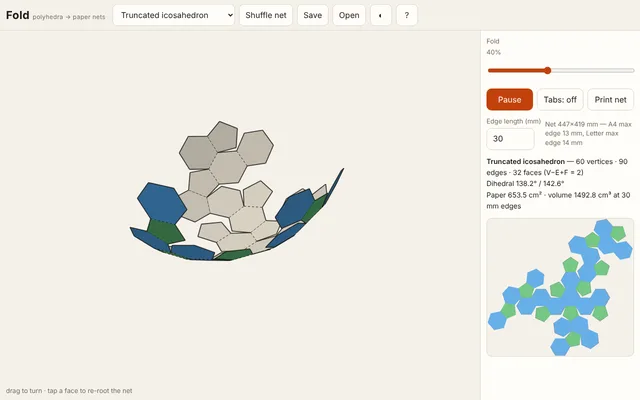 Fold polyhedra → paper nets Truncated icosahedron Shuffle net Save Open ?
Fold
40%
Pause Tabs: off Print net
Edge length (mm)
30
Net 447×419 mm — A4 max
edge 13 mm, Letter max
edge 14 mm
Truncated icosahedron — 60 vertices · 90
edges · 32 faces (V−E+F = 2)
Dihedral 138.2° / 142.6°
Paper 653.5 cm² · volume 1492.8 cm³ at 30
mm edges
drag to turn · tap a face to re-root the net